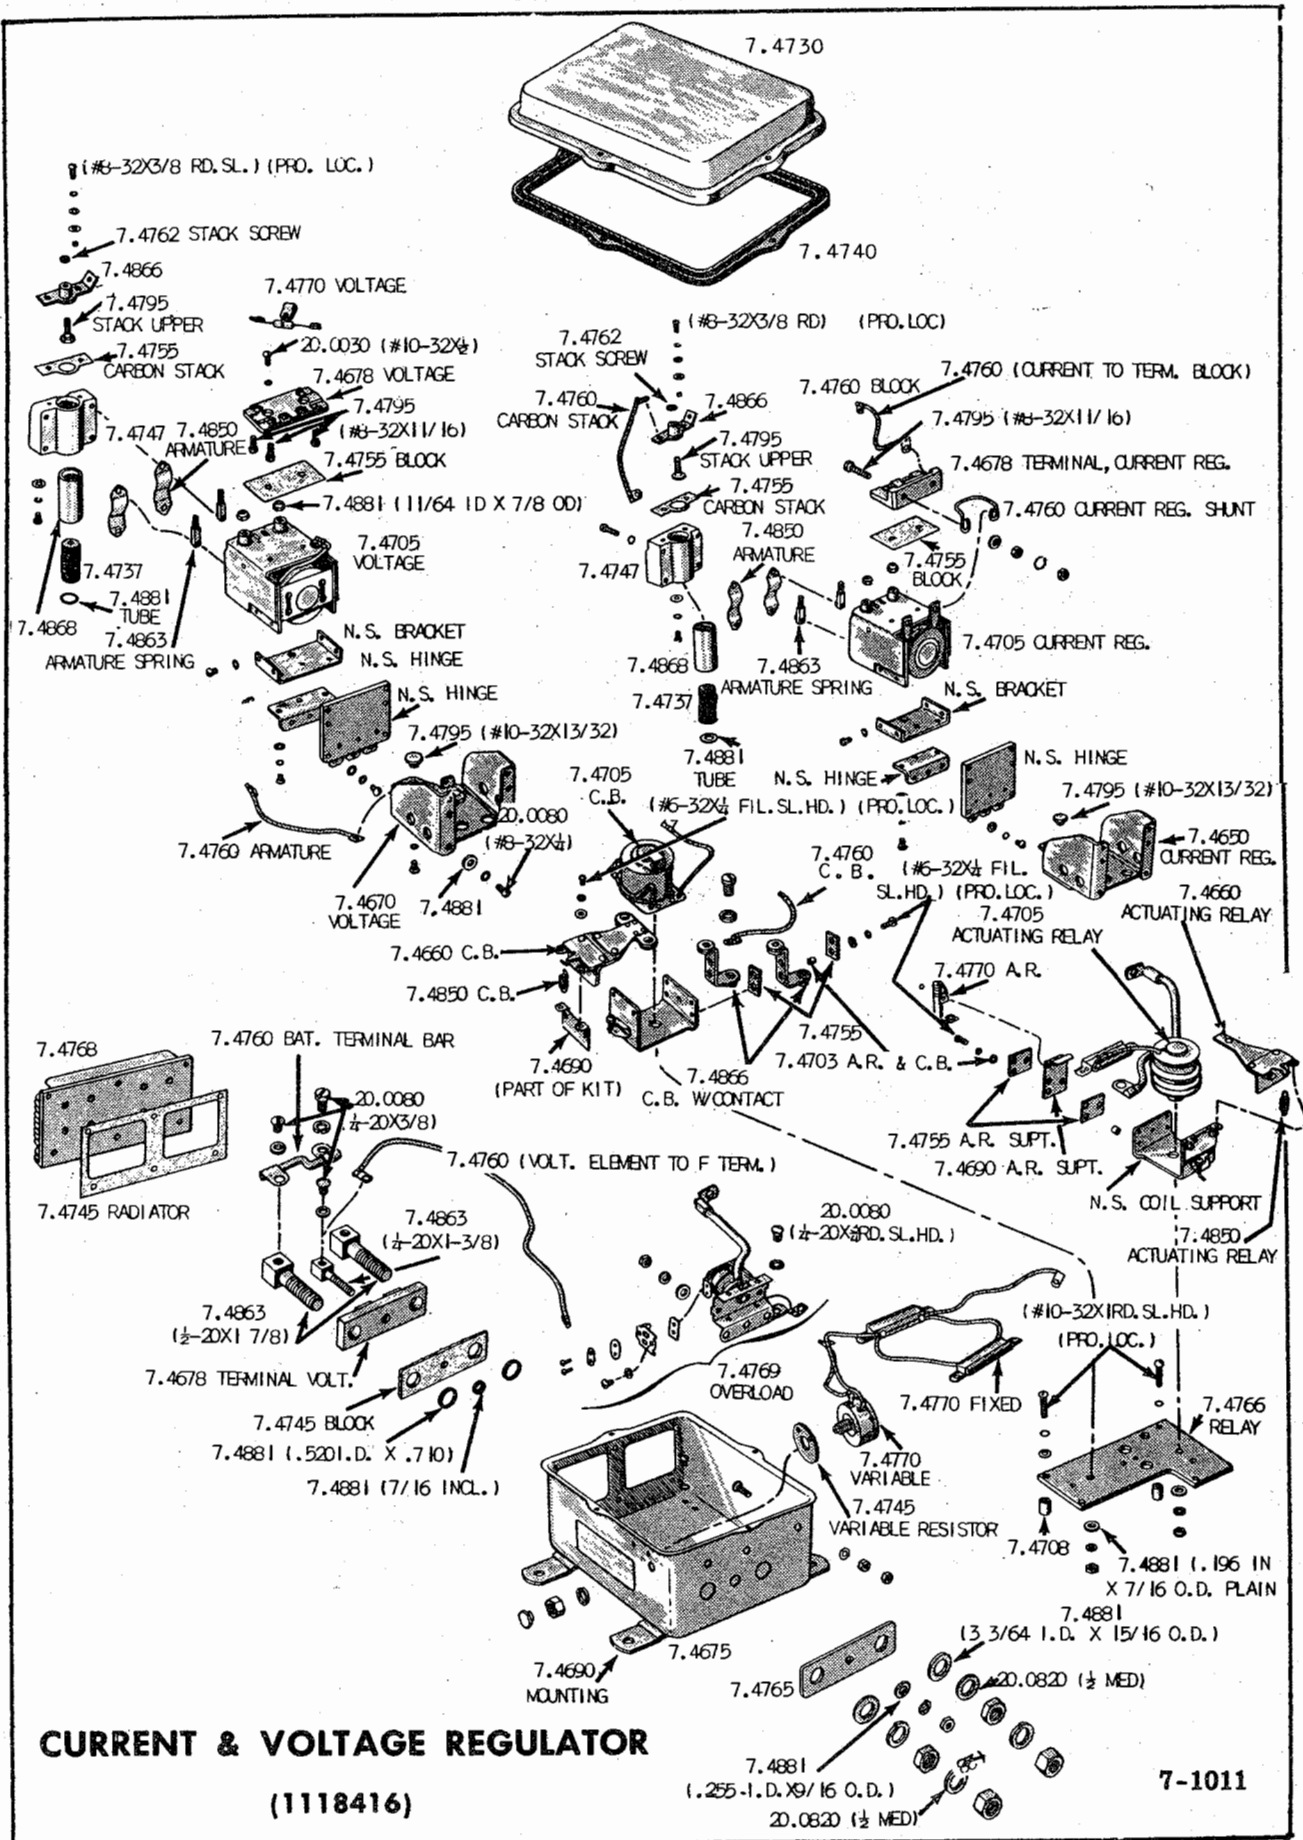 7.4730
(#8-32X3/8 RD.SL.) (PRO. LOC.)
7.4762 STACK SCREW
7.4866
7.4740
7.4770 VOLTAGE
7.4795
STACK UPPER
7.4755
CARBON STACK
20.0030 (#10-32X½)
7.4678 VOLTAGE
7.4795
(#8-32X11/16)
7.4747
7.4850
ARMATURE
7.4755 BLOCK
7.4881 (11/64 ID X 7/8 OD)
7.4705
VOLTAGE
7.4737
7.4881
TUBE
7.4868
7.4863
ARMATURE SPRING
N.S. BRACKET
N.S. HINGE
N.S. HINGE
7.4795 (#10-32X13/32)
7.4760 ARMATURE
20.0080
(#8-32X¼)
7.4670
VOLTAGE
7.4881
7.4762
STACK SCREW
(#8-32X3/8 RD) (PRO.LOC)
7.4760
CARBON STACK
7.4866
7.4795
STACK UPPER
7.4755
CARBON STACK
7.4850
ARMATURE
7.4747
7.4868
7.4863
ARMATURE SPRING
7.4737
7.4881
TUBE
7.4760 BLOCK
7.4760 (CURRENT TO TERM. BLOCK)
7.4795 (#8-32X11/16)
7.4678 TERMINAL, CURRENT REG.
7.4760 CURRENT REG. SHUNT
7.4755
BLOCK
7.4705 CURRENT REG.
N.S. BRACKET
N.S. HINGE
N.S. HINGE
7.4795 (#10-32X13/32)
7.4650
CURRENT REG.
7.4705
C.B.
(#6-32X¼ FIL.SL.HD.) (PRO.LOC.)
7.4760
C.B.
(#6-32X¼ FIL.
SL.HD.) (PRO.LOC.)
7.4660
ACTUATING RELAY
7.4705
ACTUATING RELAY
7.4660 C.B.
7.4850 C.B.
7.4770 A.R.
7.4755
7.4703 A.R. & C.B.
7.4690
(PART OF KIT)
7.4866
C.B. W/CONTACT
7.4755 A.R. SUPT.
7.4690 A.R. SUPT.
N.S. COIL SUPPORT
7.4850
ACTUATING RELAY
7.4768
7.4760 BAT. TERMINAL BAR
20.0080
(¼-20X3/8)
7.4745 RADIATOR
7.4760 (VOLT. ELEMENT TO F TERM.)
7.4863
(¼-20X1-3/8)
7.4863
(½-20X1 7/8)
7.4678 TERMINAL VOLT.
7.4745 BLOCK
7.4881 (.520I.D. X .710)
7.4881 (7/16 INCL.)
20.0080
7.4769
OVERLOAD
7.4770 FIXED
7.4770
VARIABLE
7.4745
VARIABLE RESISTOR
(#10-32X1RD.SL.HD.)
(PRO.LOC.)
7.4766
RELAY
7.4708
7.4881 (.196 IN
X 7/16 O.D. PLAIN
7.4881
(33/64 I.D. X 15/16 O.D.)
7.4675
7.4690
MOUNTING
7.4765
20.0820 (½ MED)
7.4881
(.255-I.D.X9/16 O.D.)
20.0820 (½ MED)
CURRENT & VOLTAGE REGULATOR
(1118416)
7-1011